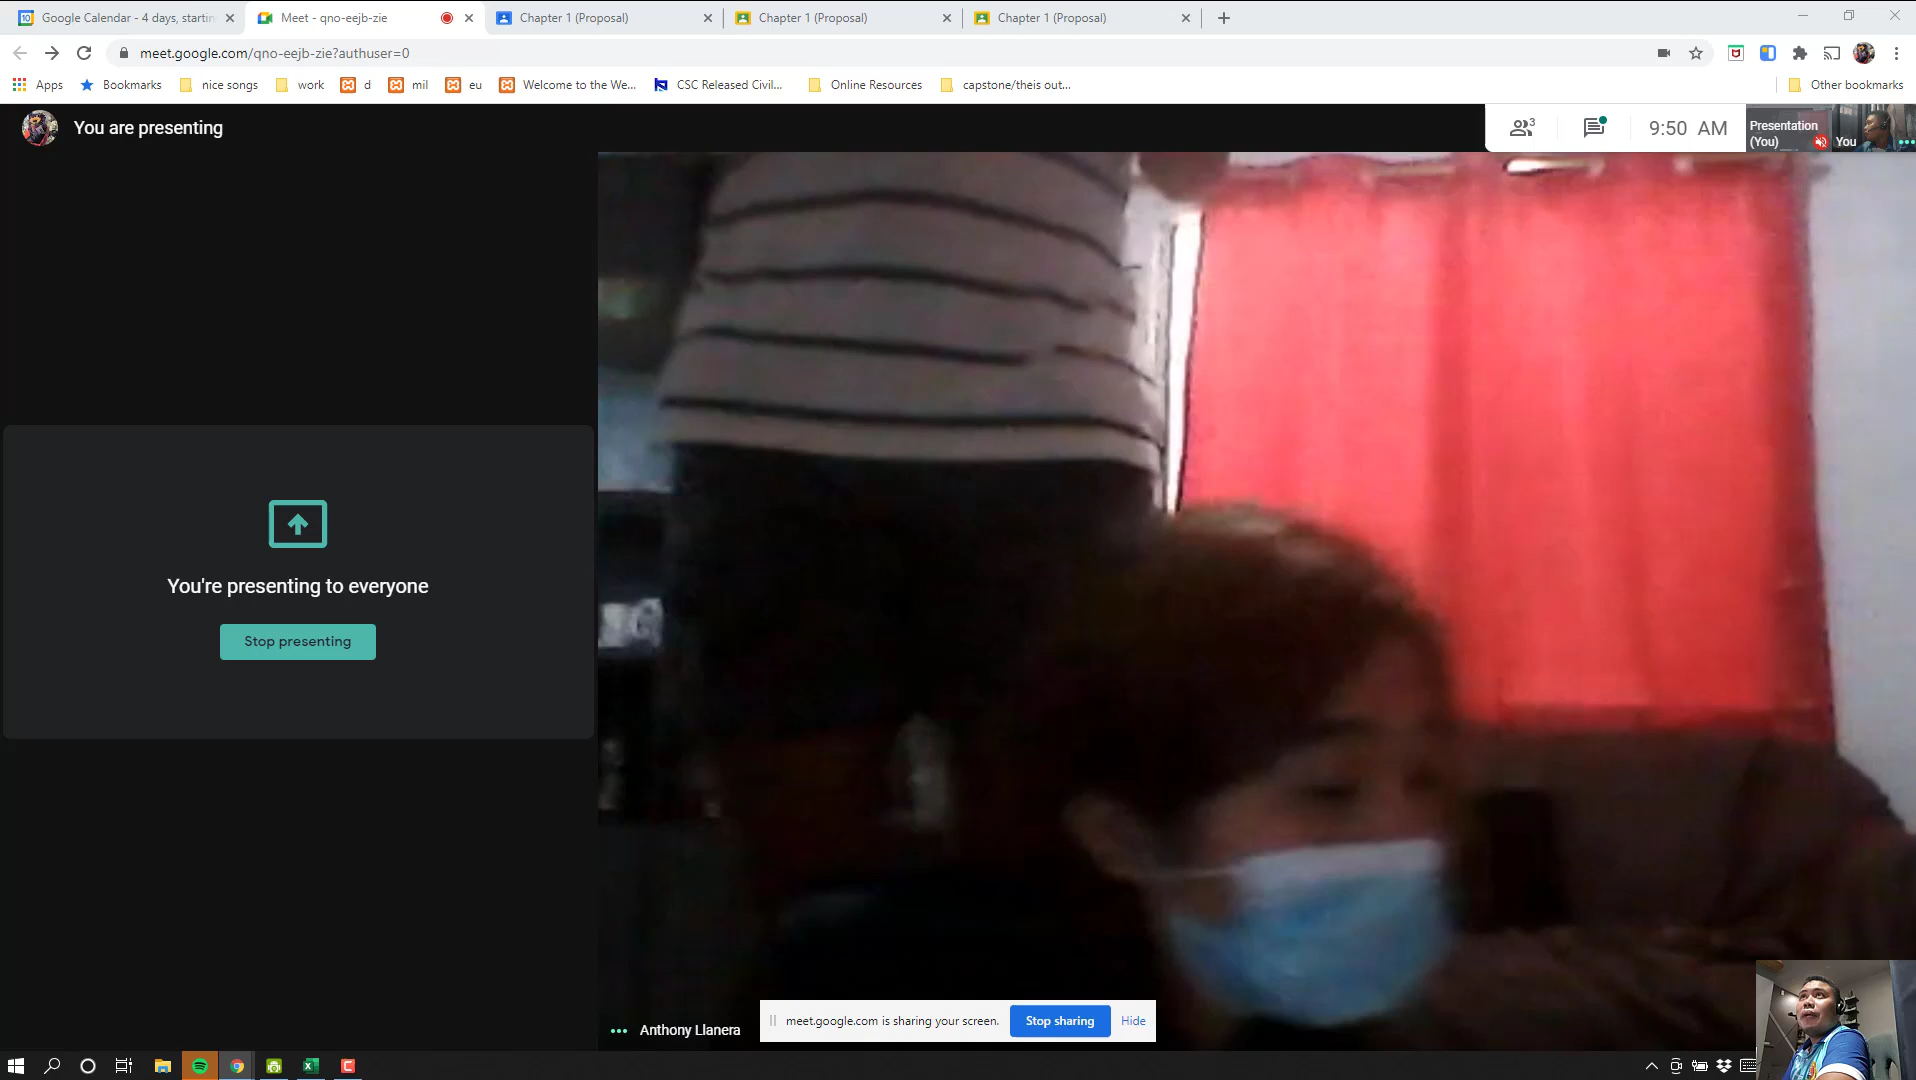 Google Calendar - 4 days, startin
Meet - qno-eejb-zie
Chapter 1 (Proposal)
Chapter 1 (Proposal)
Chapter 1 (Proposal)
meet.google.com/qno-eejb-zie?authuser=0
Apps
Bookmarks
nice songs
work
d
mil
eu
Welcome to the We...
CSC Released Civil...
Online Resources
capstone/theis out...
Other bookmarks
You are presenting
3
9:50 AM
Presentation
(You)
You
You're presenting to everyone
Stop presenting
Anthony Llanera
meet.google.com is sharing your screen.
Stop sharing
Hide